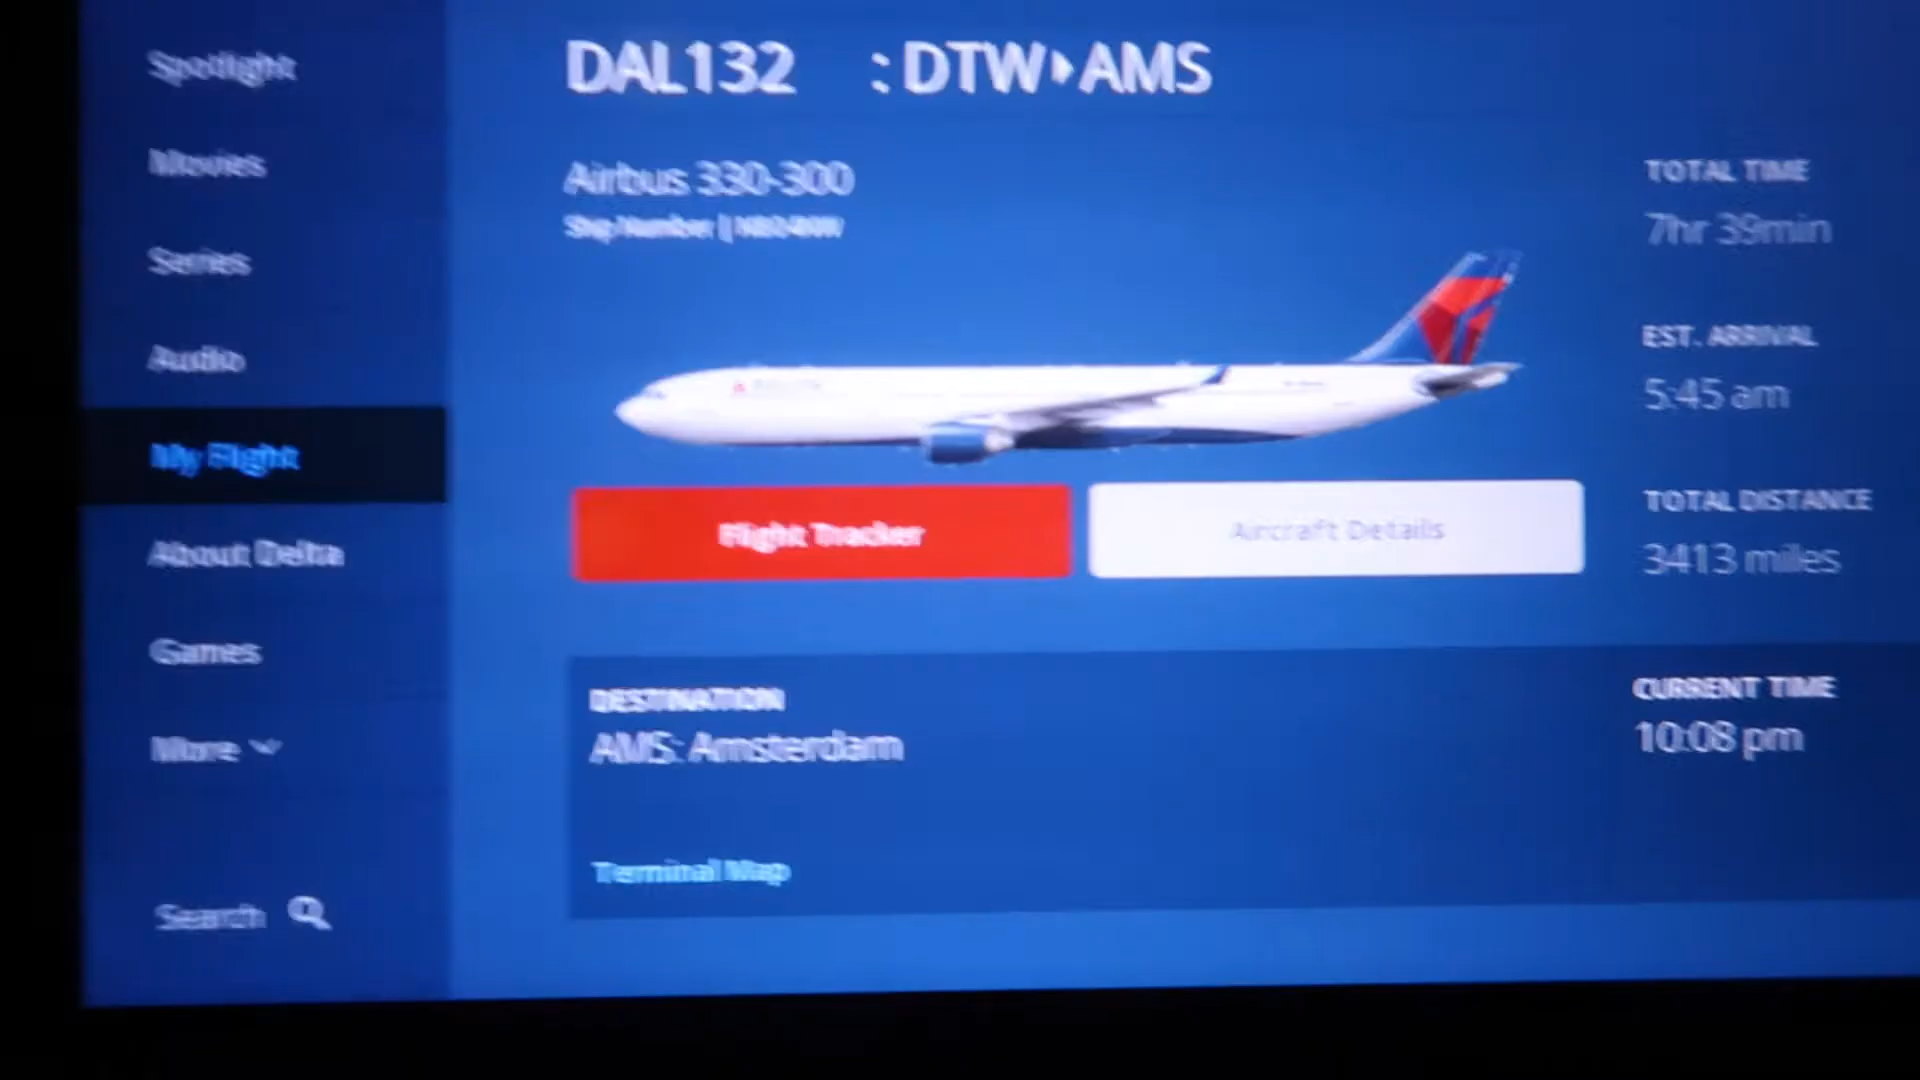 Spotlight
Movies
Series
Audio
My Flight
About Delta
Games
More
Search
DAL132 : DTW▸AMS
Airbus 330-300
Ship Number |
Flight Tracker
Aircraft Details
TOTAL TIME
7hr 39min
EST. ARRIVAL
5:45 am
TOTAL DISTANCE
3413 miles
DESTINATION
AMS: Amsterdam
Terminal Map
CURRENT TIME
10:08 pm